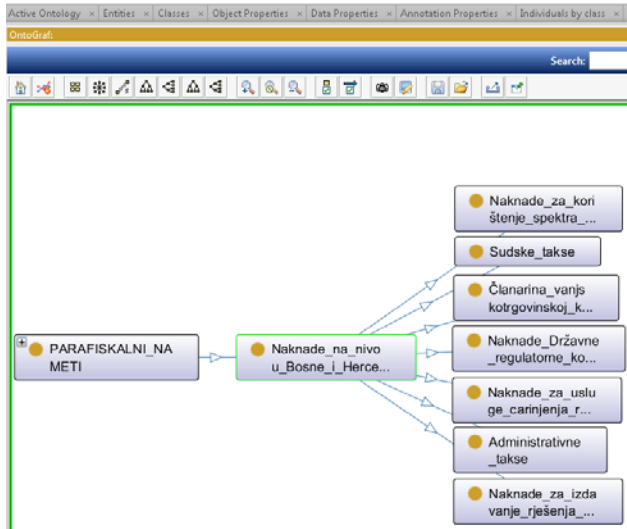 Active Ontology × Entities × Classes × Object Properties × Data Properties × Annotation Properties × Individuals by class ×
OntoGraf:
Search:
Naknade_za_kori
štenje_spektra_...
Sudske_takse
Članarina_vanjs
kotrgovinskoj_k...
PARAFISKALNI_NA
METI
Naknade_na_nivo
u_Bosne_i_Herce...
Naknade_Državne
_regulatorne_ko...
Naknade_za_uslu
ge_carinjenja_r...
Administrativne
_takse
Naknade_za_izda
vanje_rješenja_...